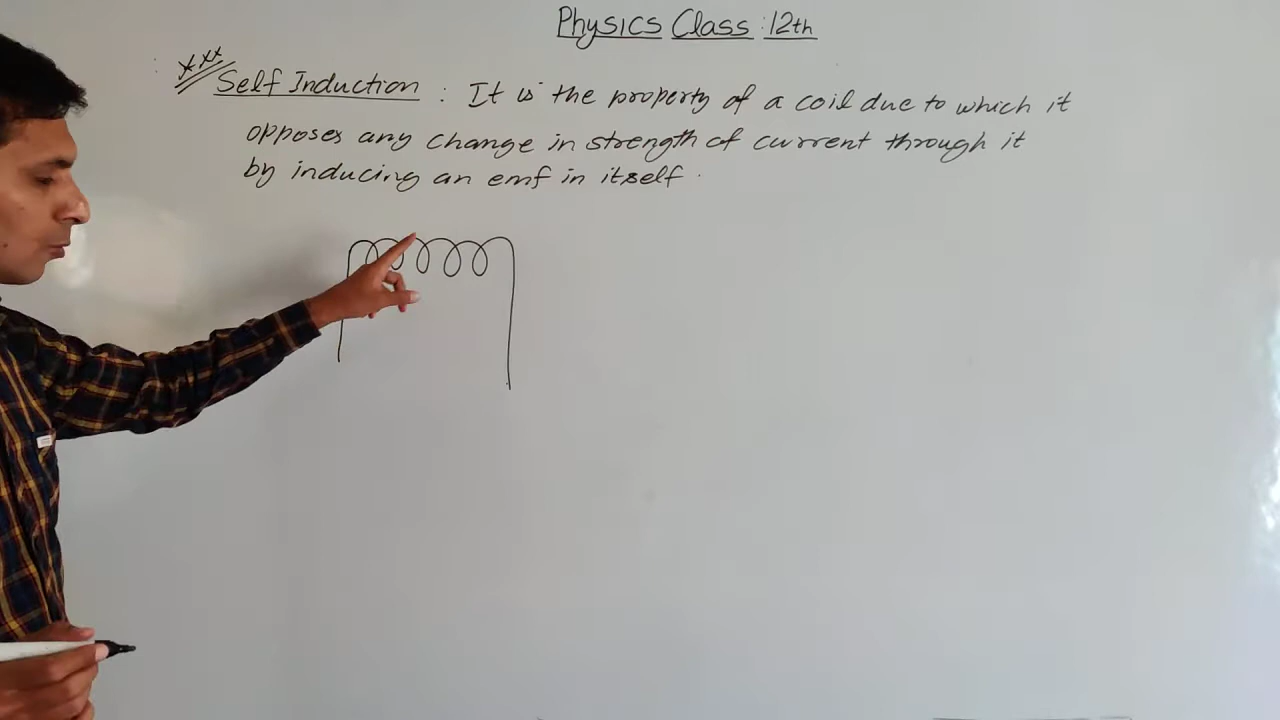 Physics Class : 12th
Self Induction : It is the property of a coil due to which it
opposes any change in strength of current through it
by inducing an emf in itself .